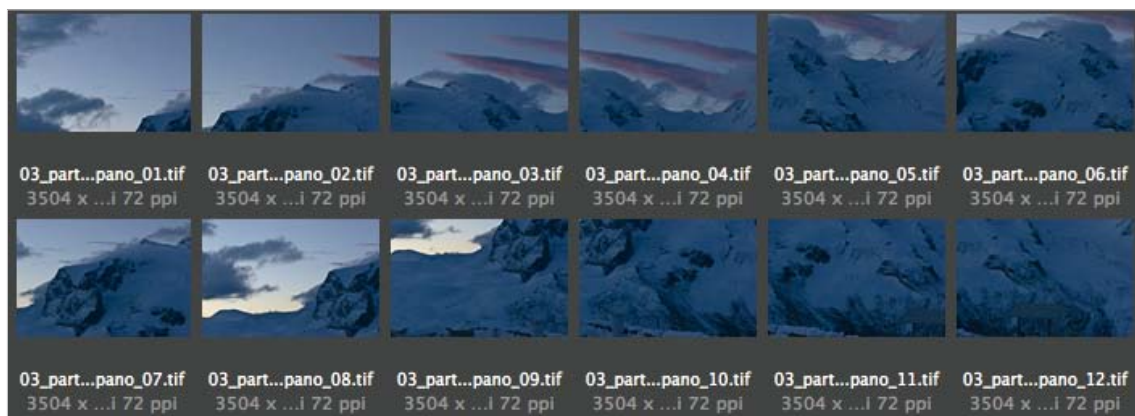 03_part...pano_01.tif 03_part...pano_02.tif 03_part...pano_03.tif 03_part...pano_04.tif 03_part...pano_05.tif 03_part...pano_06.tif
3504 x ...i 72 ppi 3504 x ...i 72 ppi 3504 x ...i 72 ppi 3504 x ...i 72 ppi 3504 x ...i 72 ppi 3504 x ...i 72 ppi
03_part...pano_07.tif 03_part...pano_08.tif 03_part...pano_09.tif 03_part...pano_10.tif 03_part...pano_11.tif 03_part...pano_12.tif
3504 x ...i 72 ppi 3504 x ...i 72 ppi 3504 x ...i 72 ppi 3504 x ...i 72 ppi 3504 x ...i 72 ppi 3504 x ...i 72 ppi